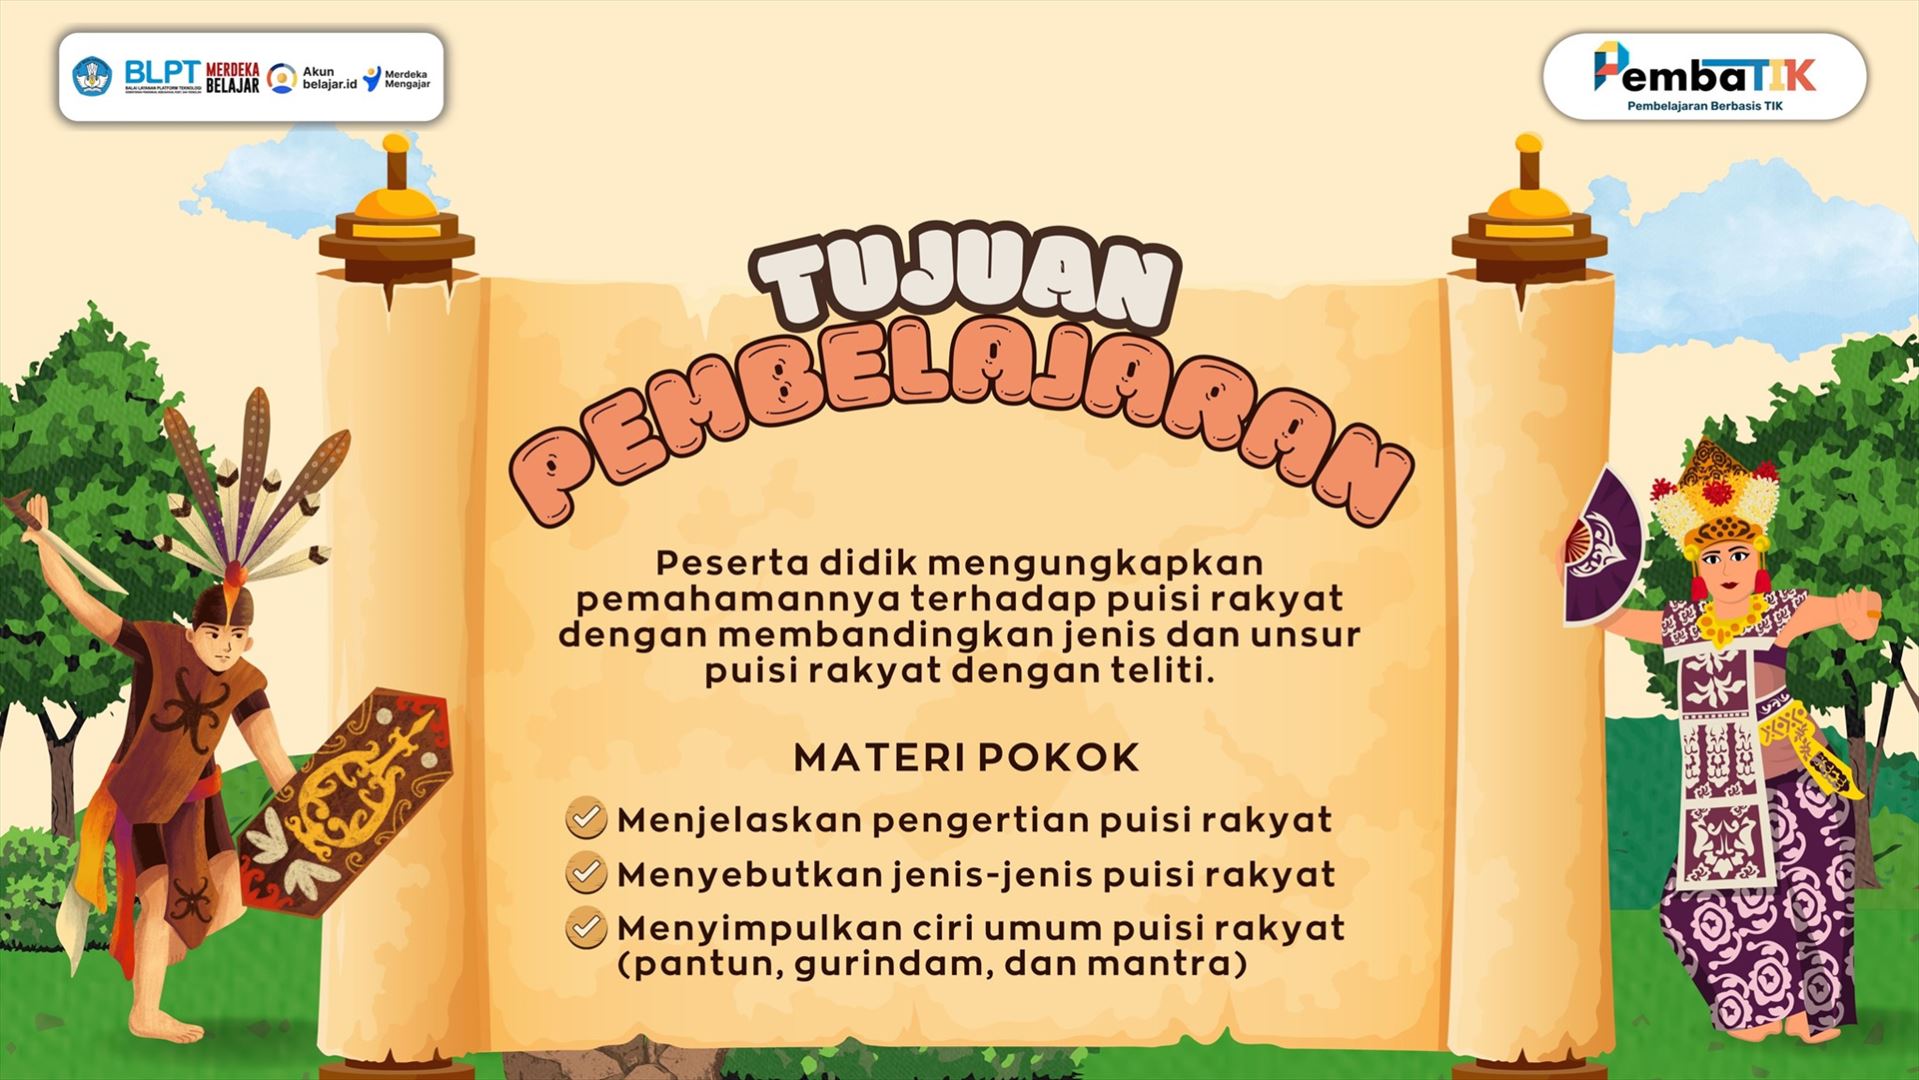 BLPT
MERDEKA
BELAJAR
Akun
belajar.id
Merdeka
Mengajar
PembaTIK
Pembelajaran Berbasis TIK
TUJUAN
PEMBELAJARAN
Peserta didik mengungkapkan
pemahamannya terhadap puisi rakyat
dengan membandingkan jenis dan unsur
puisi rakyat dengan teliti.
MATERI POKOK
Menjelaskan pengertian puisi rakyat
Menyebutkan jenis-jenis puisi rakyat
Menyimpulkan ciri umum puisi rakyat
(pantun, gurindam, dan mantra)